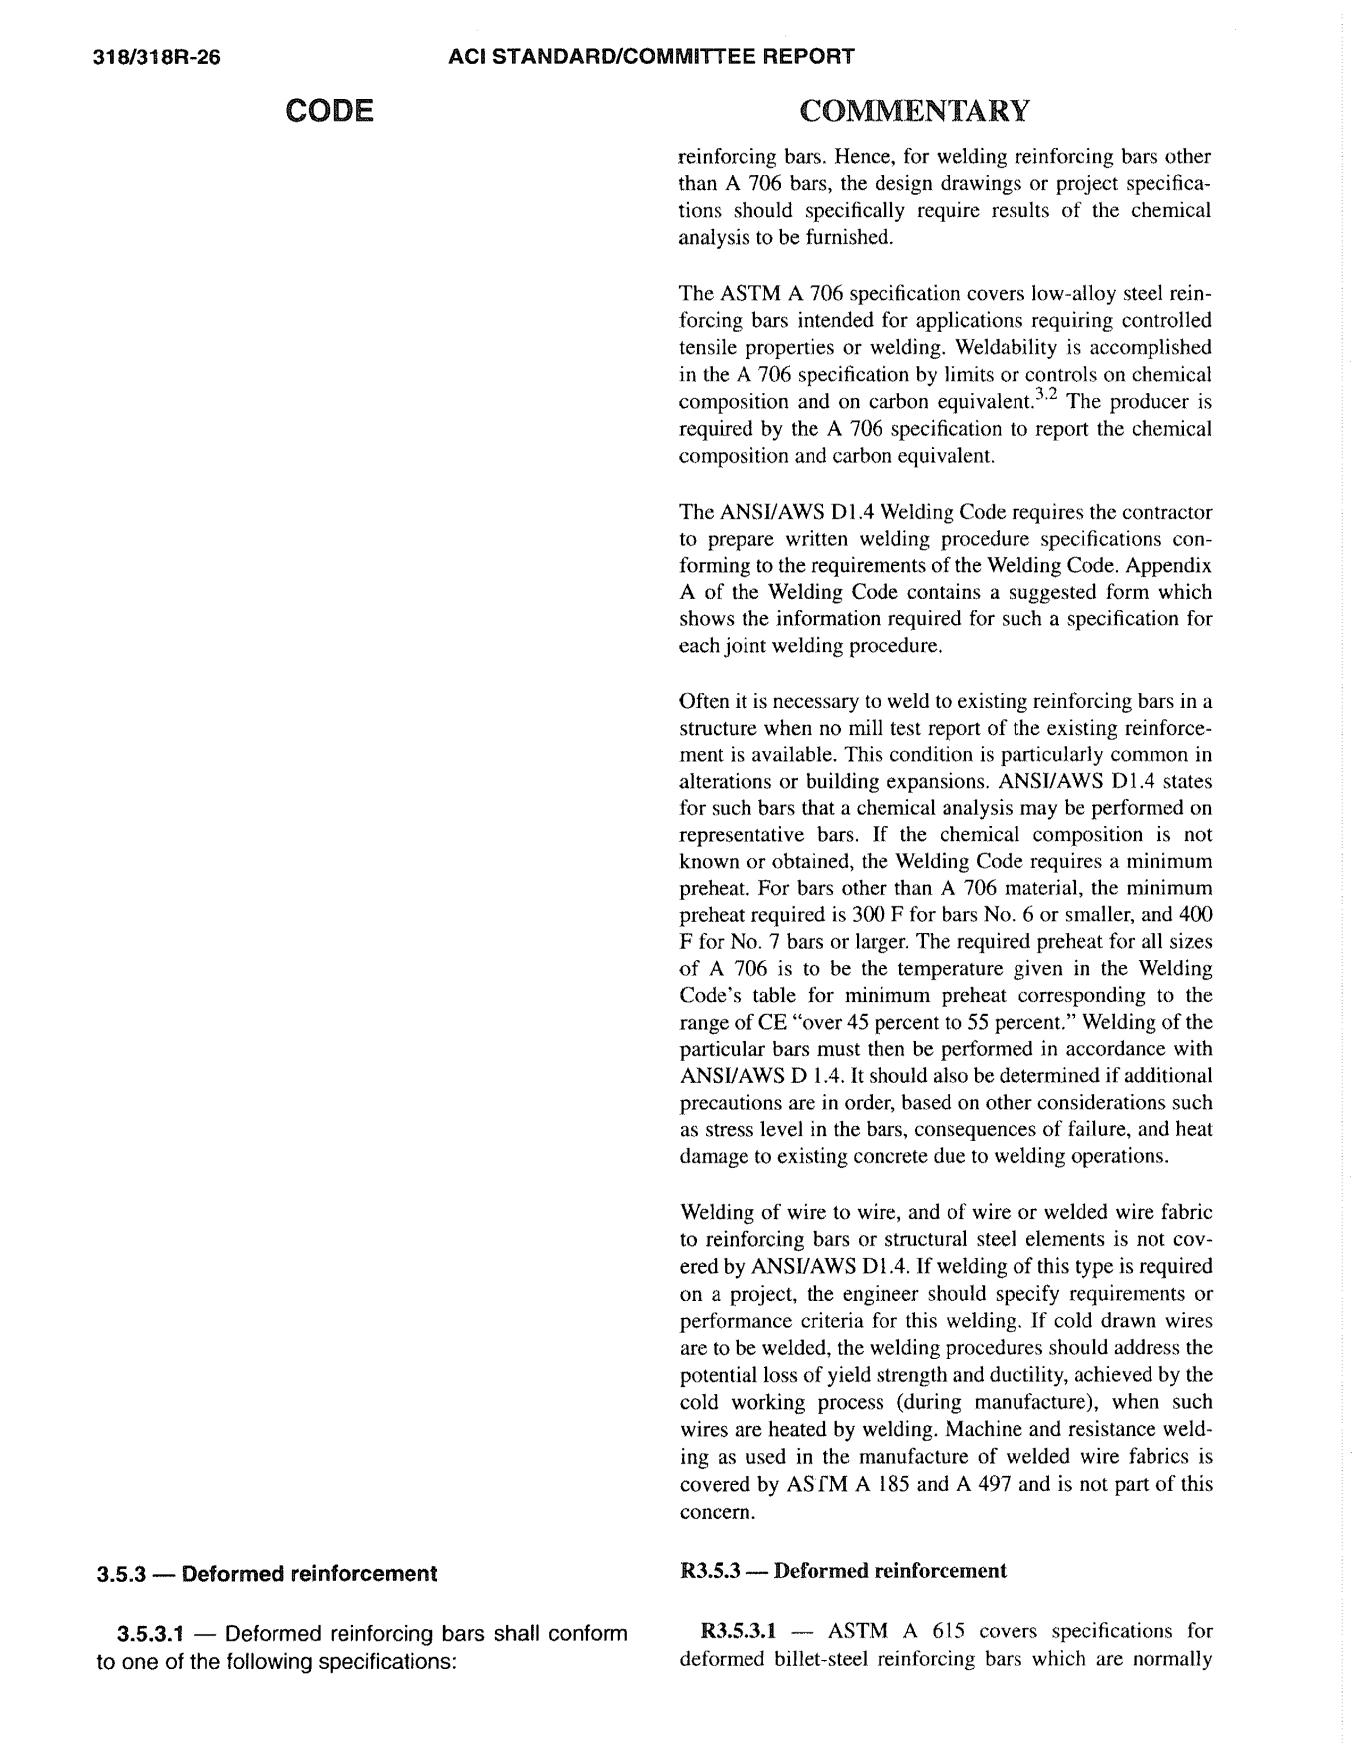 318/318R-26
ACI STANDARD/COMMITTEE REPORT
CODE
COMMENTARY
reinforcing bars. Hence, for welding reinforcing bars other
than A 706 bars, the design drawings or project specifica-
tions should specifically require results of the chemical
analysis to be furnished.
The ASTM A 706 specification covers low-alloy steel rein-
forcing bars intended for applications requiring controlled
tensile properties or welding. Weldability is accomplished
in the A 706 specification by limits or controls on chemical
composition and on carbon equivalent.3.2 The producer is
required by the A 706 specification to report the chemical
composition and carbon equivalent.
The ANSI/AWS D1.4 Welding Code requires the contractor
to prepare written welding procedure specifications con-
forming to the requirements of the Welding Code. Appendix
A of the Welding Code contains a suggested form which
shows the information required for such a specification for
each joint welding procedure.
Often it is necessary to weld to existing reinforcing bars in a
structure when no mill test report of the existing reinforce-
ment is available. This condition is particularly common in
alterations or building expansions. ANSI/AWS D1.4 states
for such bars that a chemical analysis may be performed on
representative bars. If the chemical composition is not
known or obtained, the Welding Code requires a minimum
preheat. For bars other than A 706 material, the minimum
preheat required is 300 F for bars No. 6 or smaller, and 400
F for No. 7 bars or larger. The required preheat for all sizes
of A 706 is to be the temperature given in the Welding
Code's table for minimum preheat corresponding to the
range of CE “over 45 percent to 55 percent.” Welding of the
particular bars must then be performed in accordance with
ANSI/AWS D 1.4. It should also be determined if additional
precautions are in order, based on other considerations such
as stress level in the bars, consequences of failure, and heat
damage to existing concrete due to welding operations.
Welding of wire to wire, and of wire or welded wire fabric
to reinforcing bars or structural steel elements is not cov-
ered by ANSI/AWS D1.4. If welding of this type is required
on a project, the engineer should specify requirements or
performance criteria for this welding. If cold drawn wires
are to be welded, the welding procedures should address the
potential loss of yield strength and ductility, achieved by the
cold working process (during manufacture), when such
wires are heated by welding. Machine and resistance weld-
ing as used in the manufacture of welded wire fabrics is
covered by ASTM A 185 and A 497 and is not part of this
concern.
3.5.3 — Deformed reinforcement
3.5.3.1 — Deformed reinforcing bars shall conform
to one of the following specifications:
R3.5.3 — Deformed reinforcement
R3.5.3.1 — ASTM A 615 covers specifications for
deformed billet-steel reinforcing bars which are normally